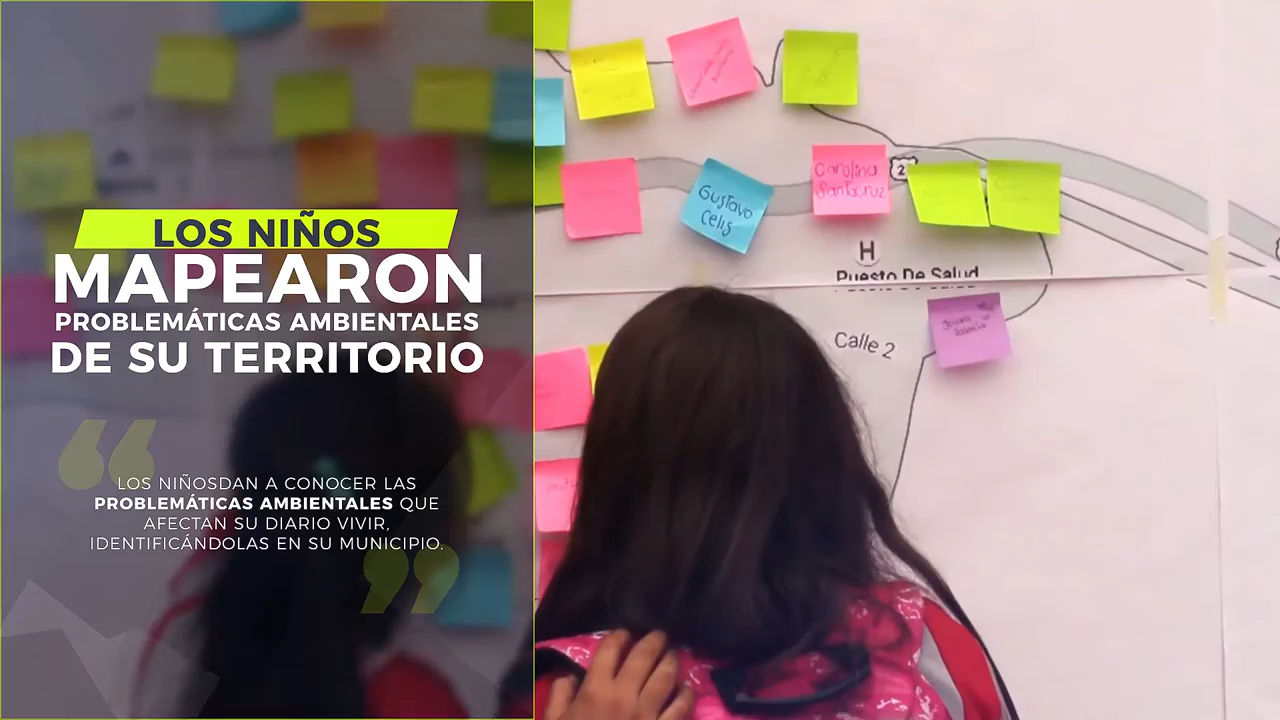 LOS NIÑOS
MAPEARON
PROBLEMÁTICAS AMBIENTALES
DE SU TERRITORIO
“
LOS NIÑOSDAN A CONOCER LAS
PROBLEMÁTICAS AMBIENTALES QUE
AFECTAN SU DIARIO VIVIR,
IDENTIFICÁNDOLAS EN SU MUNICIPIO.
”
Gustavo
Celis
Carolina
Santacruz
2
H
Puesto De Salud
Calle 2